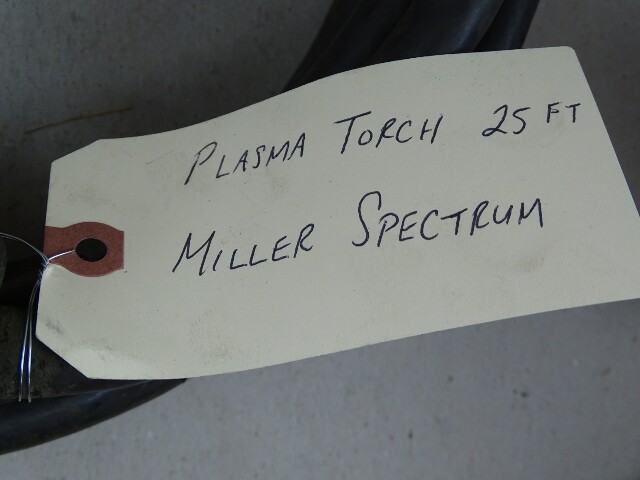 PLASMA TORCH 25 FT
MILLER SPECTRUM